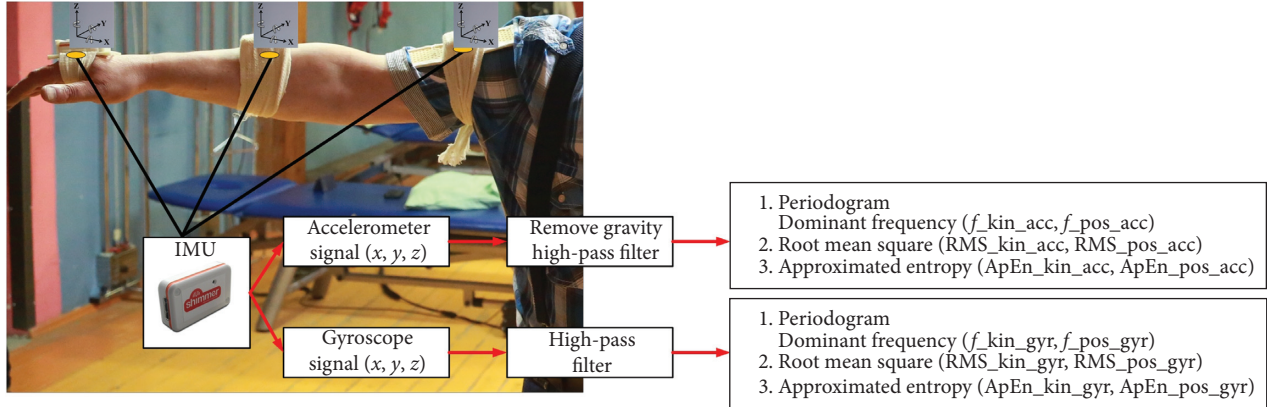 Z
Y
X
Z
Y
X
Z
Y
X
IMU
shimmer
Accelerometer
signal (x, y, z)
Remove gravity
high-pass filter
1. Periodogram
Dominant frequency (f_kin_acc, f_pos_acc)
2. Root mean square (RMS_kin_acc, RMS_pos_acc)
3. Approximated entropy (ApEn_kin_acc, ApEn_pos_acc)
Gyroscope
signal (x, y, z)
High-pass
filter
1. Periodogram
Dominant frequency (f_kin_gyr, f_pos_gyr)
2. Root mean square (RMS_kin_gyr, RMS_pos_gyr)
3. Approximated entropy (ApEn_kin_gyr, ApEn_pos_gyr)